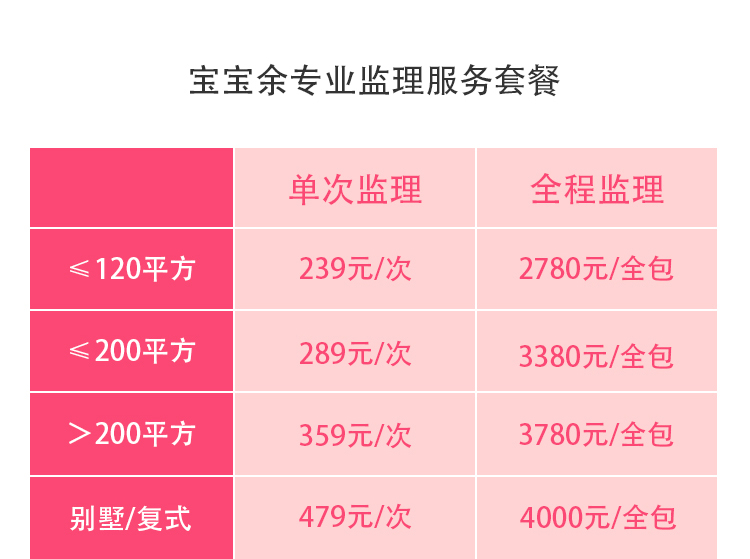 宝宝余专业监理服务套餐
单次监理 全程监理
≤120平方 239元/次 2780元/全包
≤200平方 289元/次 3380元/全包
>200平方 359元/次 3780元/全包
别墅/复式 479元/次 4000元/全包